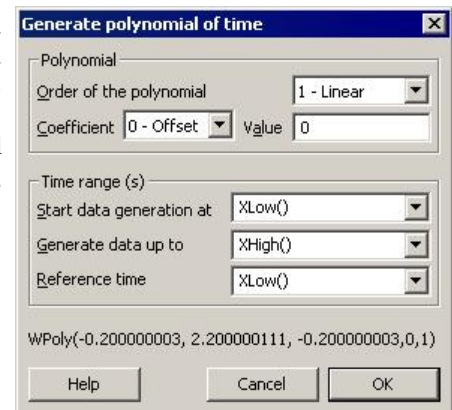 Generate polynomial of time
Polynomial
Order of the polynomial 1 - Linear
Coefficient 0 - Offset Value 0
Time range (s)
Start data generation at XLow()
Generate data up to XHigh()
Reference time XLow()
WPoly(-0.200000003, 2.200000111, -0.200000003,0,1)
Help Cancel OK